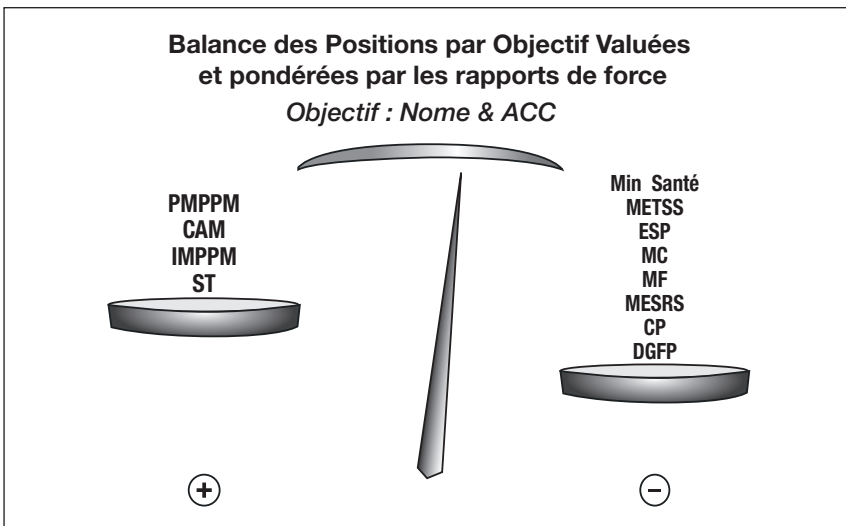 Balance des Positions par Objectif Valuées
et pondérées par les rapports de force
Objectif : Nome & ACC
PMPPM
CAM
IMPPM
ST
Min Santé
METSS
ESP
MC
MF
MESRS
CP
DGFP
+
−